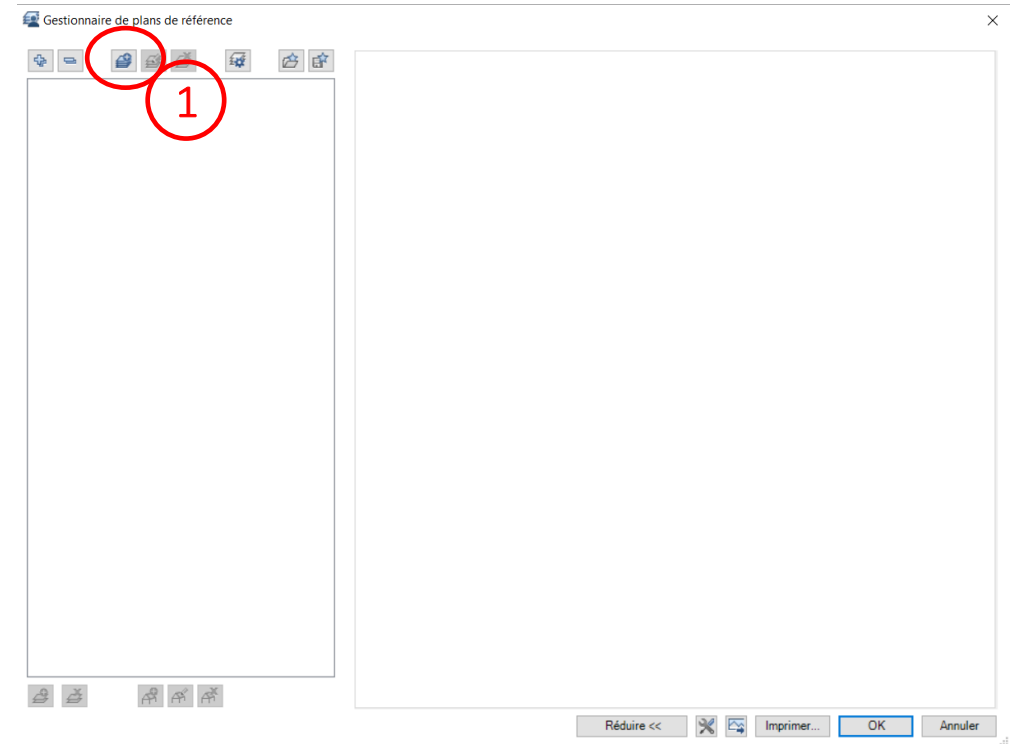 Gestionnaire de plans de référence
1
Réduire <<
Imprimer...
OK
Annuler